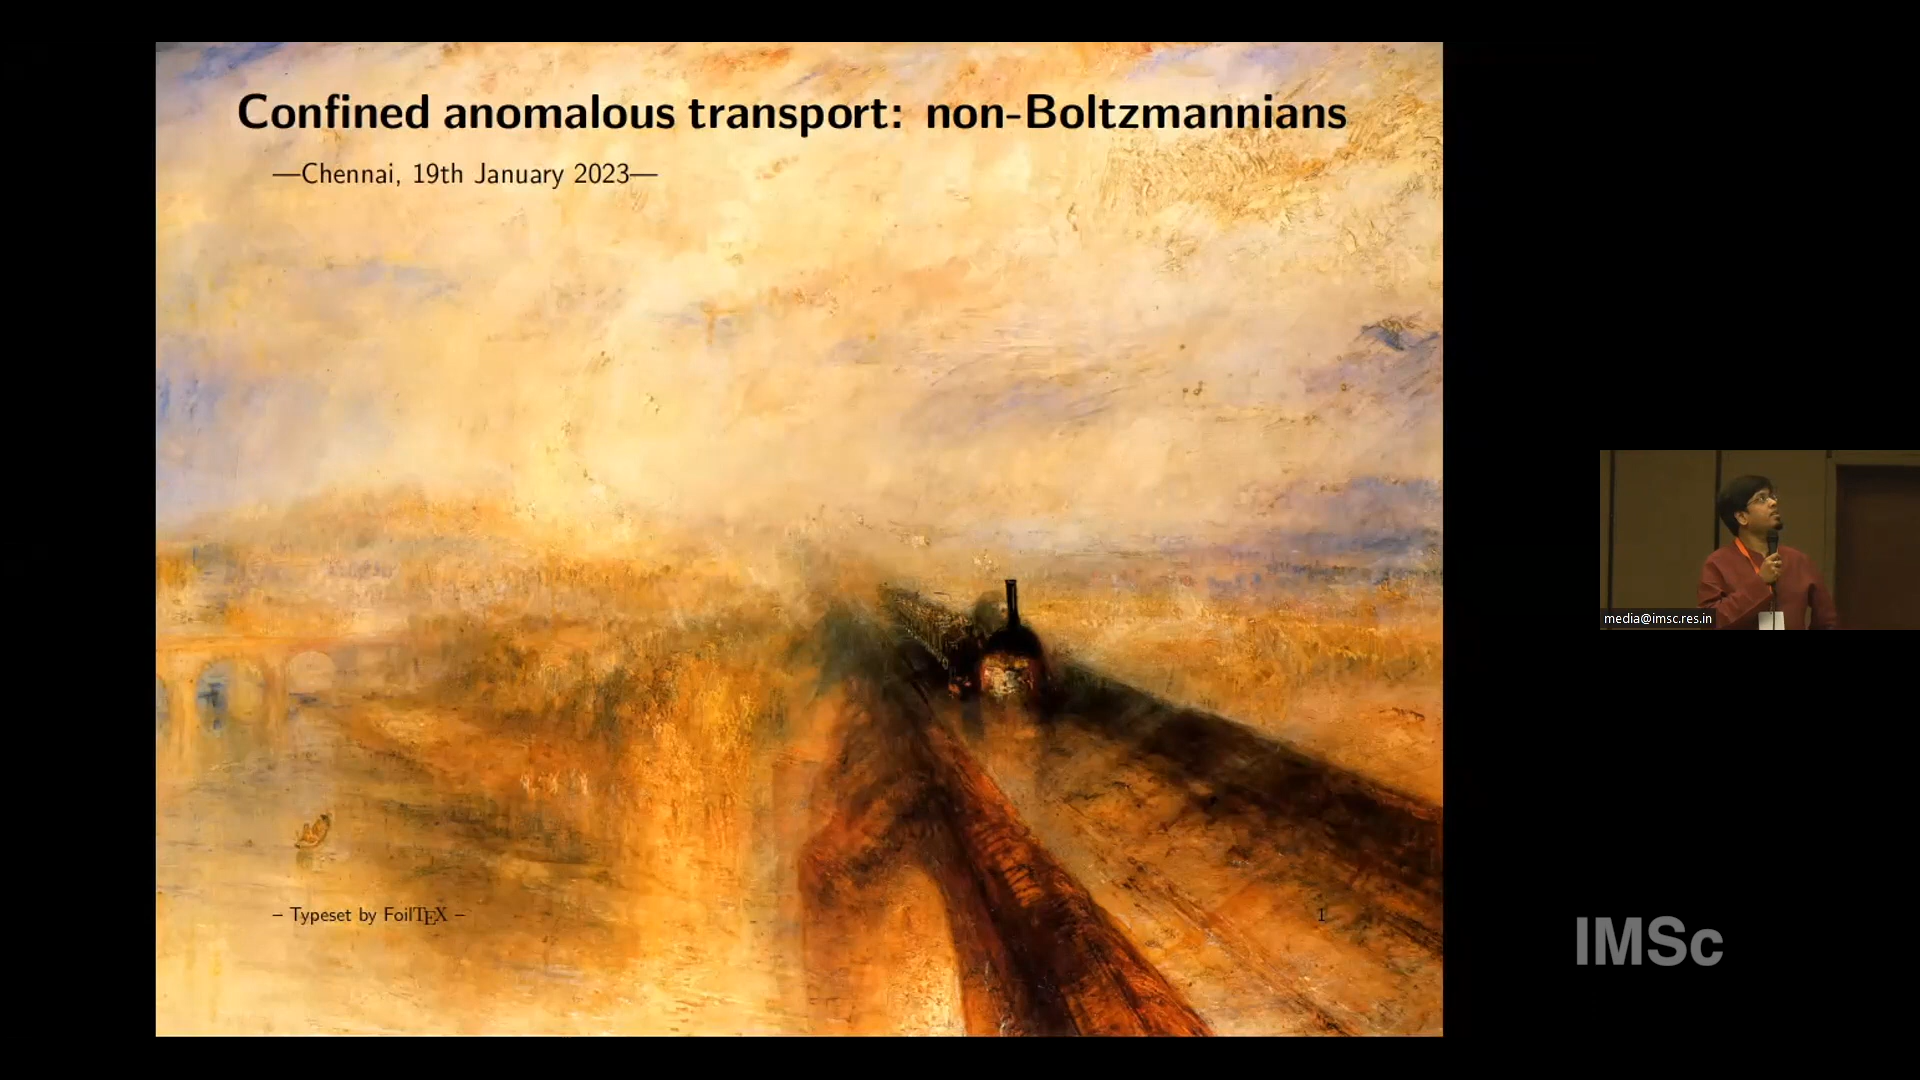 Confined anomalous transport: non-Boltzmannians
—Chennai, 19th January 2023—
media@imsc.res.in
– Typeset by FoilTEX –
1
IMSc